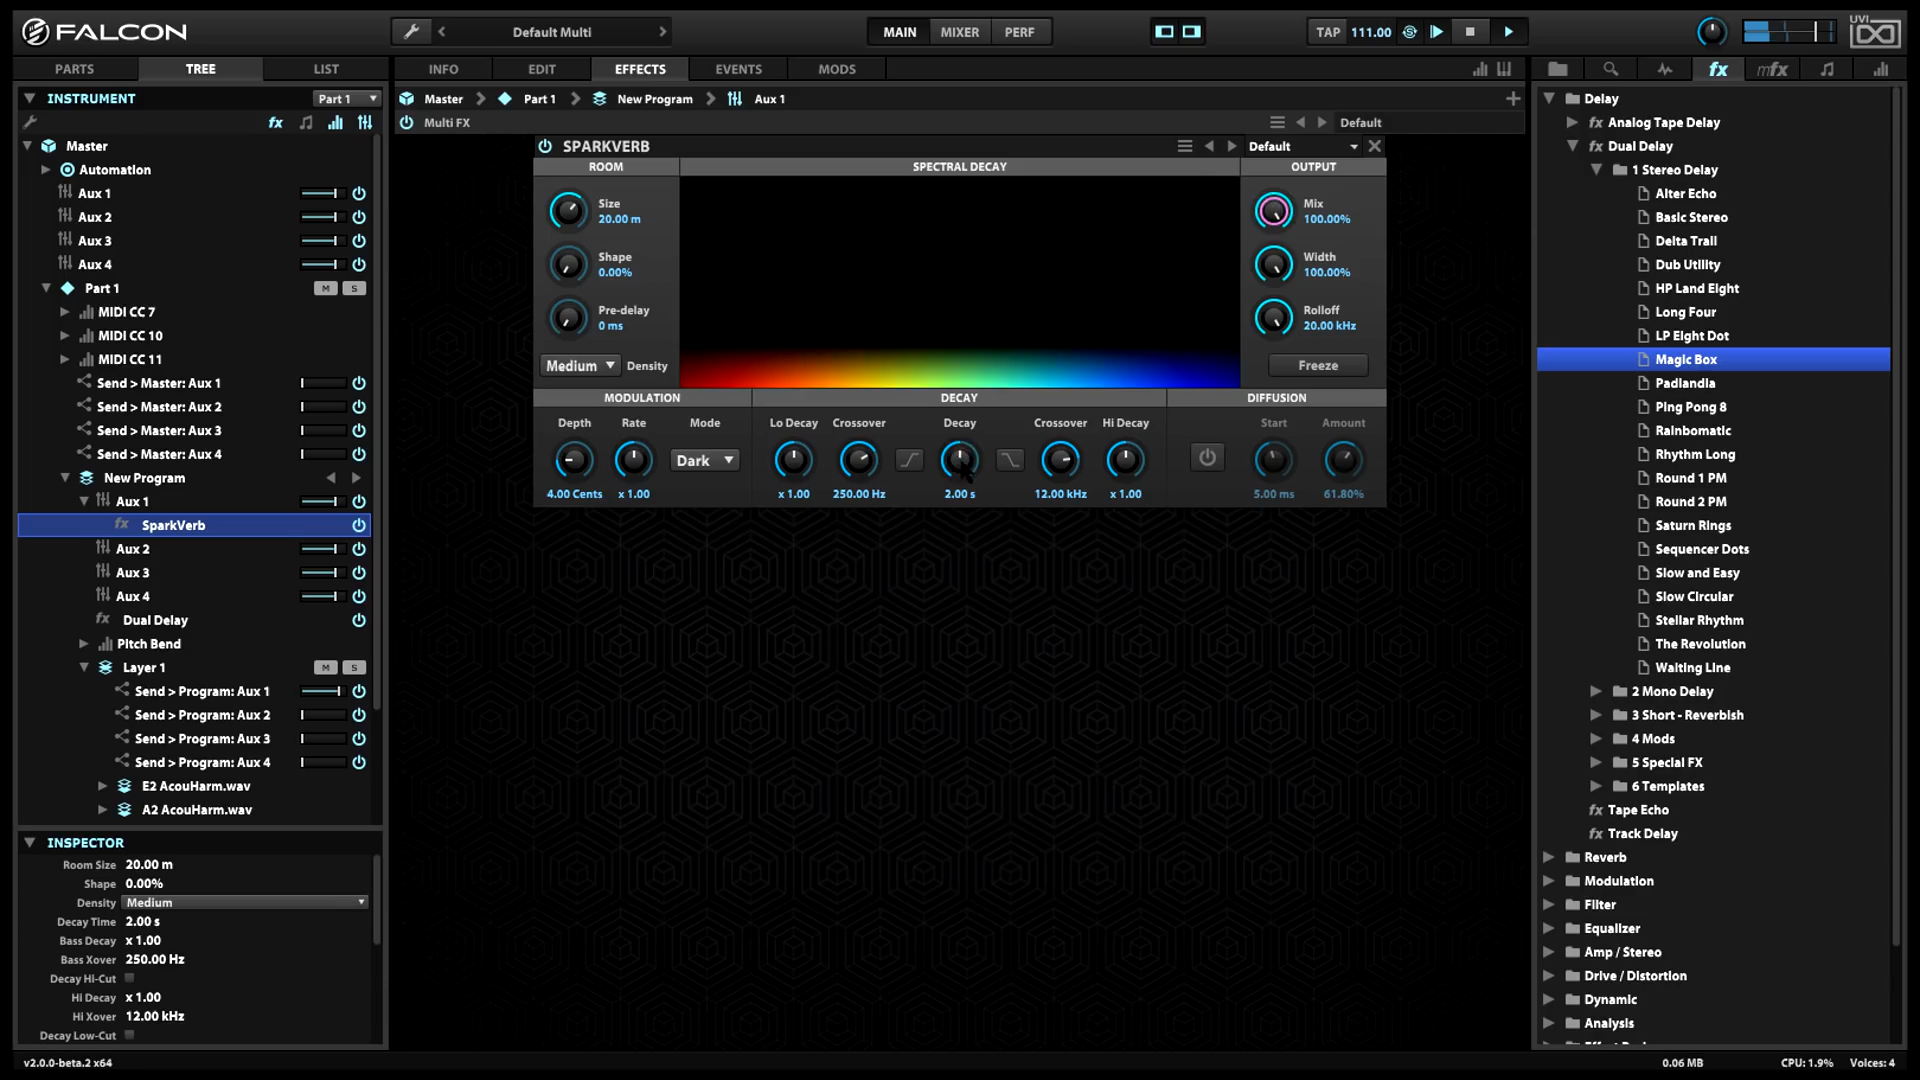 FALCON
Default Multi
MAIN MIXER PERF
TAP 111.00
UVI
PARTS TREE LIST
INFO EDIT EFFECTS EVENTS MODS
fx mfx
INSTRUMENT Part 1
fx
Master
Automation
Aux 1
Aux 2
Aux 3
Aux 4
Part 1 M S
MIDI CC 7
MIDI CC 10
MIDI CC 11
Send > Master: Aux 1
Send > Master: Aux 2
Send > Master: Aux 3
Send > Master: Aux 4
New Program
Aux 1
fx SparkVerb
Aux 2
Aux 3
Aux 4
fx Dual Delay
Pitch Bend
Layer 1 M S
Send > Program: Aux 1
Send > Program: Aux 2
Send > Program: Aux 3
Send > Program: Aux 4
E2 AcouHarm.wav
A2 AcouHarm.wav
INSPECTOR
Room Size 20.00 m
Shape 0.00%
Density Medium
Decay Time 2.00 s
Bass Decay x 1.00
Bass Xover 250.00 Hz
Decay Hi-Cut
Hi Decay x 1.00
Hi Xover 12.00 kHz
Decay Low-Cut
Master Part 1 New Program Aux 1
Multi FX Default
SPARKVERB Default
ROOM SPECTRAL DECAY OUTPUT
Size
20.00 m
Shape
0.00%
Pre-delay
0 ms
Medium Density
Mix
100.00%
Width
100.00%
Rolloff
20.00 kHz
Freeze
MODULATION DECAY DIFFUSION
Depth Rate Mode Lo Decay Crossover Decay Crossover Hi Decay Start Amount
Dark
4.00 Cents x 1.00 x 1.00 250.00 Hz 2.00 s 12.00 kHz x 1.00 5.00 ms 61.80%
Delay
fx Analog Tape Delay
fx Dual Delay
1 Stereo Delay
Alter Echo
Basic Stereo
Delta Trail
Dub Utility
HP Land Eight
Long Four
LP Eight Dot
Magic Box
Padlandia
Ping Pong 8
Rainbomatic
Rhythm Long
Round 1 PM
Round 2 PM
Saturn Rings
Sequencer Dots
Slow and Easy
Slow Circular
Stellar Rhythm
The Revolution
Waiting Line
2 Mono Delay
3 Short - Reverbish
4 Mods
5 Special FX
6 Templates
fx Tape Echo
fx Track Delay
Reverb
Modulation
Filter
Equalizer
Amp / Stereo
Drive / Distortion
Dynamic
Analysis
v2.0.0-beta.2 x64 0.06 MB CPU: 1.9% Voices: 4